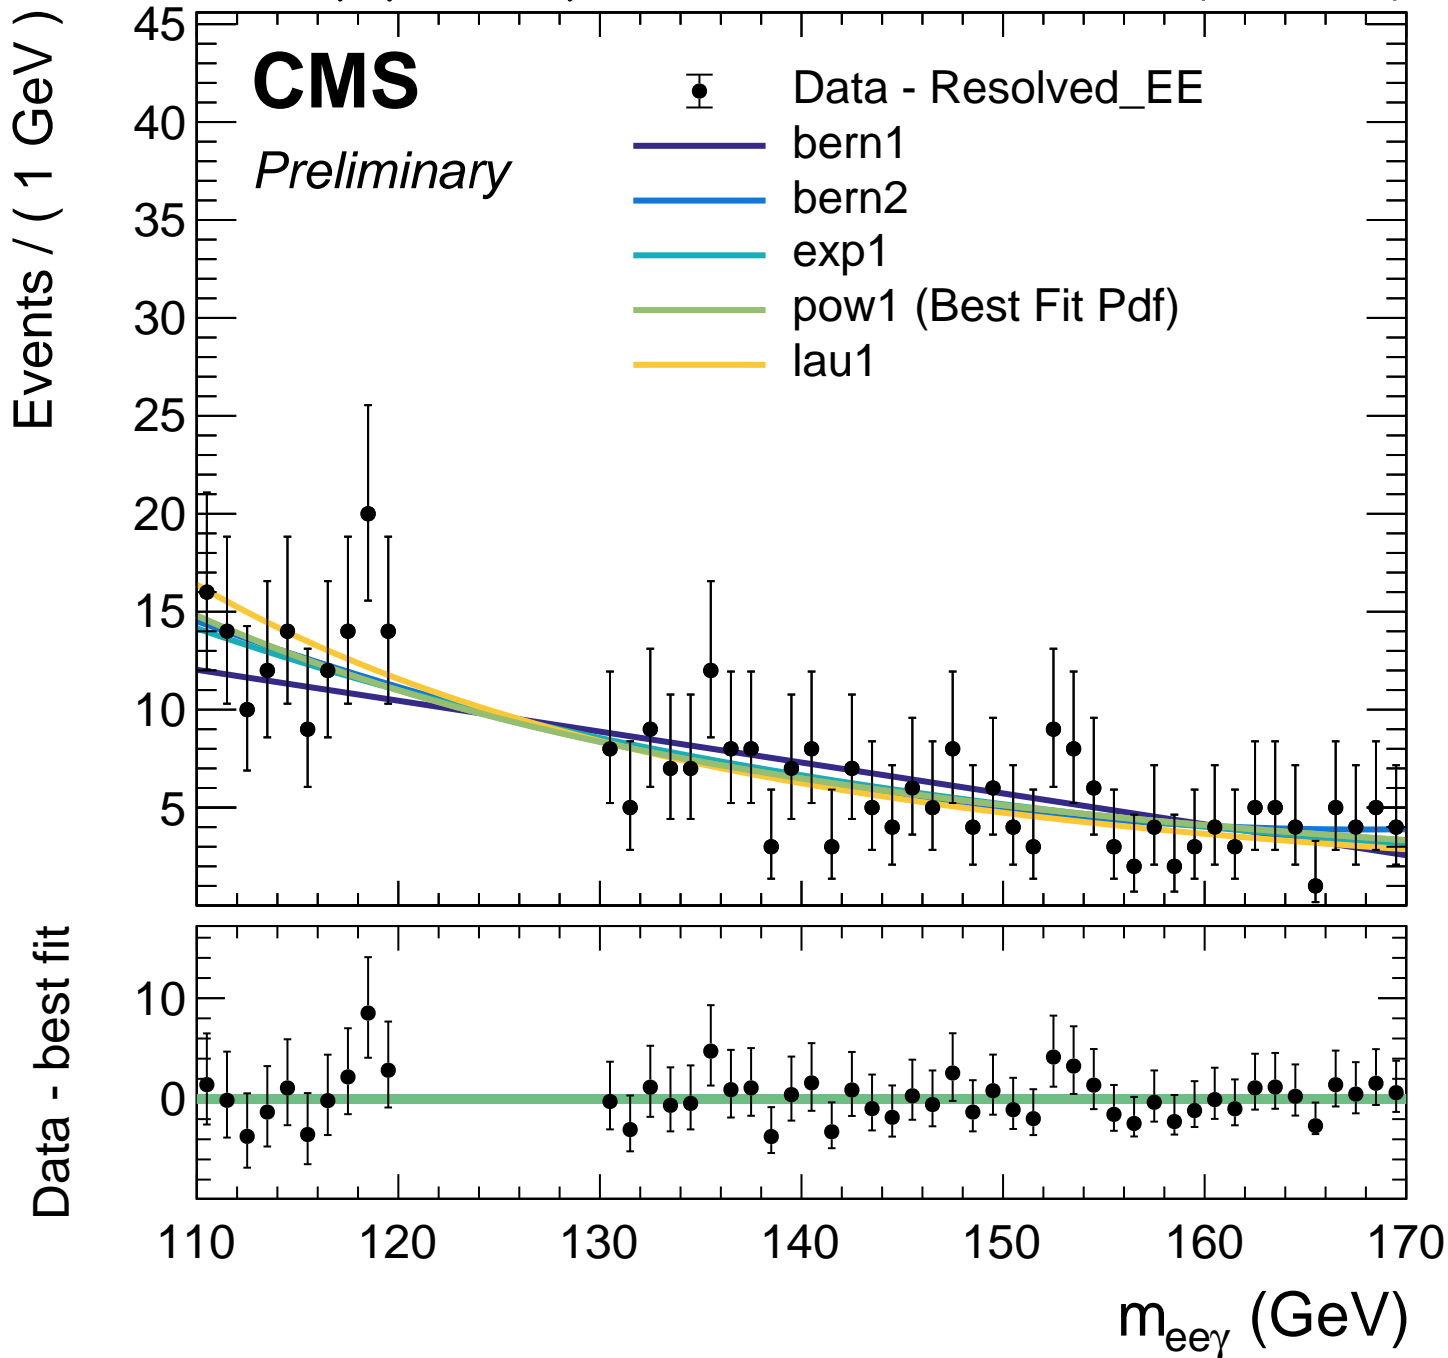 CMS
Preliminary
Data - Resolved_EE
bern1
bern2
exp1
pow1 (Best Fit Pdf)
lau1
Events / ( 1 GeV )
45
40
35
30
25
20
15
10
5
Data - best fit
10
0
110 120 130 140 150 160 170
m_eeγ (GeV)